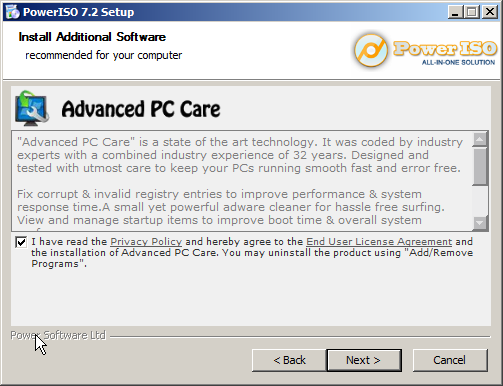 PowerISO 7.2 Setup
Install Additional Software
recommended for your computer
PowerISO
ALL-IN-ONE SOLUTION
Advanced PC Care
"Advanced PC Care" is a state of the art technology. It was coded by industry
experts with a combined industry experience of 32 years. Designed and
tested with utmost care to keep your PCs running smooth fast and error free.
Fix corrupt & invalid registry entries to improve performance & system
response time.A small yet powerful adware cleaner for hassle free surfing.
View and manage startup items to improve boot time & overall system
I have read the Privacy Policy and hereby agree to the End User License Agreement and
the installation of Advanced PC Care. You may uninstall the product using "Add/Remove
Programs".
Power Software Ltd
< Back
Next >
Cancel